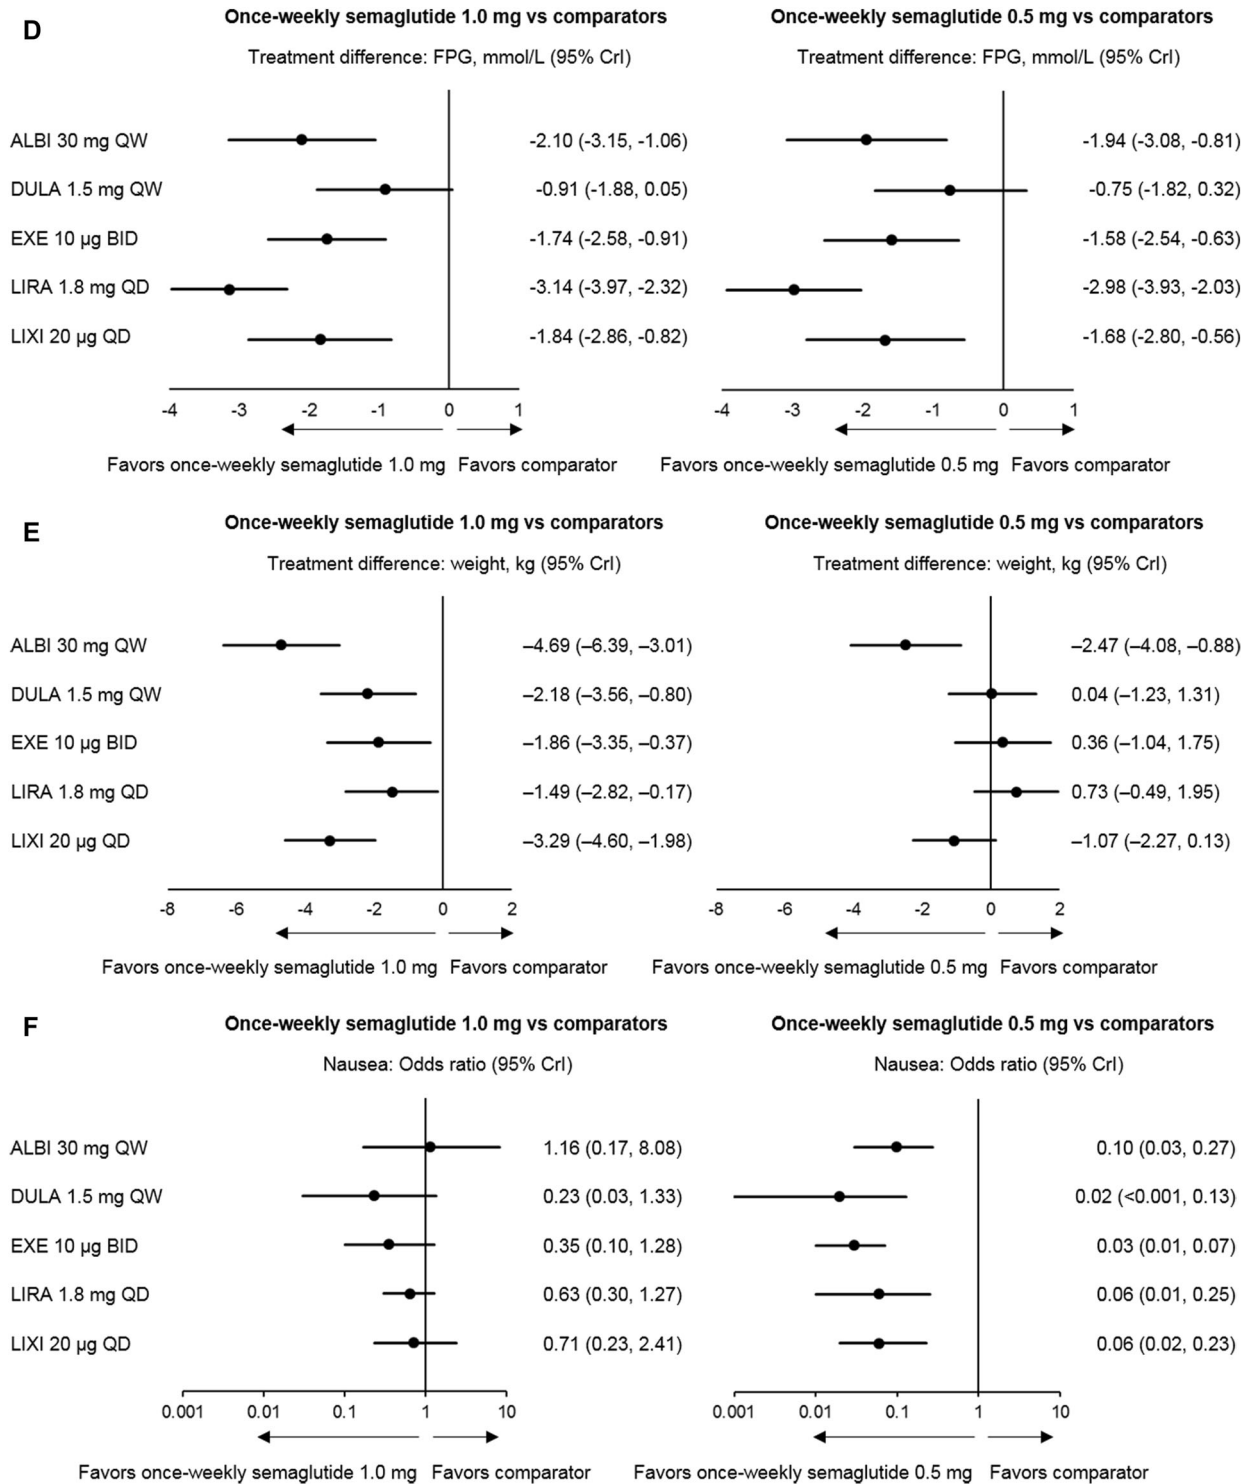 D
Once-weekly semaglutide 1.0 mg vs comparators
Treatment difference: FPG, mmol/L (95% CrI)
ALBI 30 mg QW -2.10 (-3.15, -1.06)
DULA 1.5 mg QW -0.91 (-1.88, 0.05)
EXE 10 µg BID -1.74 (-2.58, -0.91)
LIRA 1.8 mg QD -3.14 (-3.97, -2.32)
LIXI 20 µg QD -1.84 (-2.86, -0.82)
-4 -3 -2 -1 0 1
Favors once-weekly semaglutide 1.0 mg Favors comparator
Once-weekly semaglutide 0.5 mg vs comparators
Treatment difference: FPG, mmol/L (95% CrI)
-1.94 (-3.08, -0.81)
-0.75 (-1.82, 0.32)
-1.58 (-2.54, -0.63)
-2.98 (-3.93, -2.03)
-1.68 (-2.80, -0.56)
-4 -3 -2 -1 0 1
Favors once-weekly semaglutide 0.5 mg Favors comparator
E
Once-weekly semaglutide 1.0 mg vs comparators
Treatment difference: weight, kg (95% CrI)
ALBI 30 mg QW –4.69 (–6.39, –3.01)
DULA 1.5 mg QW –2.18 (–3.56, –0.80)
EXE 10 µg BID –1.86 (–3.35, –0.37)
LIRA 1.8 mg QD –1.49 (–2.82, –0.17)
LIXI 20 µg QD –3.29 (–4.60, –1.98)
-8 -6 -4 -2 0 2
Favors once-weekly semaglutide 1.0 mg Favors comparator
Once-weekly semaglutide 0.5 mg vs comparators
Treatment difference: weight, kg (95% CrI)
–2.47 (–4.08, –0.88)
0.04 (–1.23, 1.31)
0.36 (–1.04, 1.75)
0.73 (–0.49, 1.95)
–1.07 (–2.27, 0.13)
-8 -6 -4 -2 0 2
Favors once-weekly semaglutide 0.5 mg Favors comparator
F
Once-weekly semaglutide 1.0 mg vs comparators
Nausea: Odds ratio (95% CrI)
ALBI 30 mg QW 1.16 (0.17, 8.08)
DULA 1.5 mg QW 0.23 (0.03, 1.33)
EXE 10 µg BID 0.35 (0.10, 1.28)
LIRA 1.8 mg QD 0.63 (0.30, 1.27)
LIXI 20 µg QD 0.71 (0.23, 2.41)
0.001 0.01 0.1 1 10
Favors once-weekly semaglutide 1.0 mg Favors comparator
Once-weekly semaglutide 0.5 mg vs comparators
Nausea: Odds ratio (95% CrI)
0.10 (0.03, 0.27)
0.02 (<0.001, 0.13)
0.03 (0.01, 0.07)
0.06 (0.01, 0.25)
0.06 (0.02, 0.23)
0.001 0.01 0.1 1 10
Favors once-weekly semaglutide 0.5 mg Favors comparator